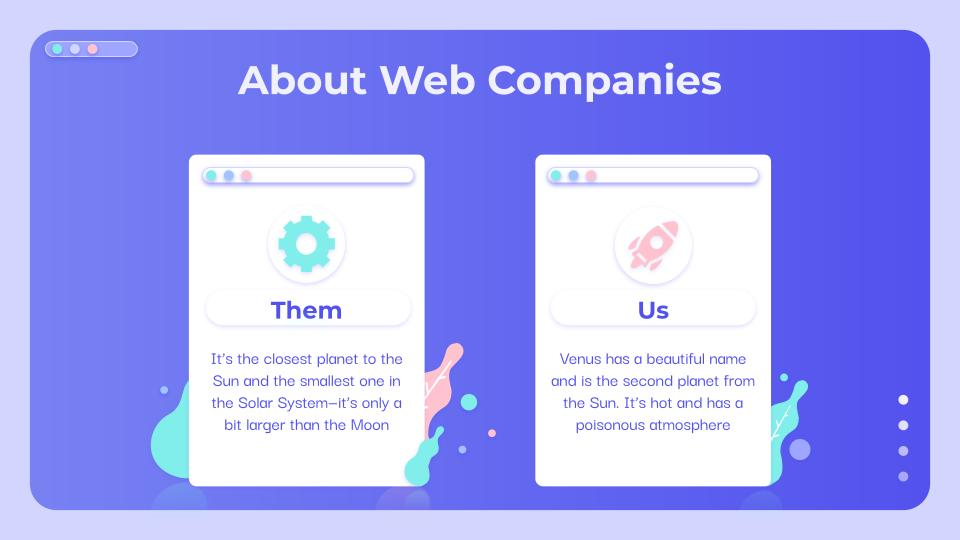 About Web Companies
Them
It's the closest planet to the
Sun and the smallest one in
the Solar System—it's only a
bit larger than the Moon
Us
Venus has a beautiful name
and is the second planet from
the Sun. It's hot and has a
poisonous atmosphere